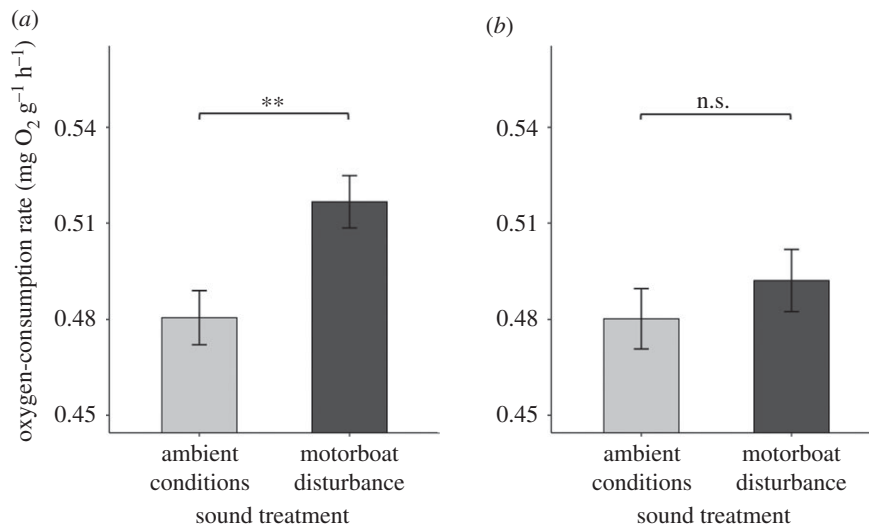 (a)
(b)
oxygen-consumption rate (mg O₂ g⁻¹ h⁻¹)
**
0.54
0.51
0.48
0.45
ambient conditions
motorboat disturbance
sound treatment
n.s.
0.54
0.51
0.48
0.45
ambient conditions
motorboat disturbance
sound treatment